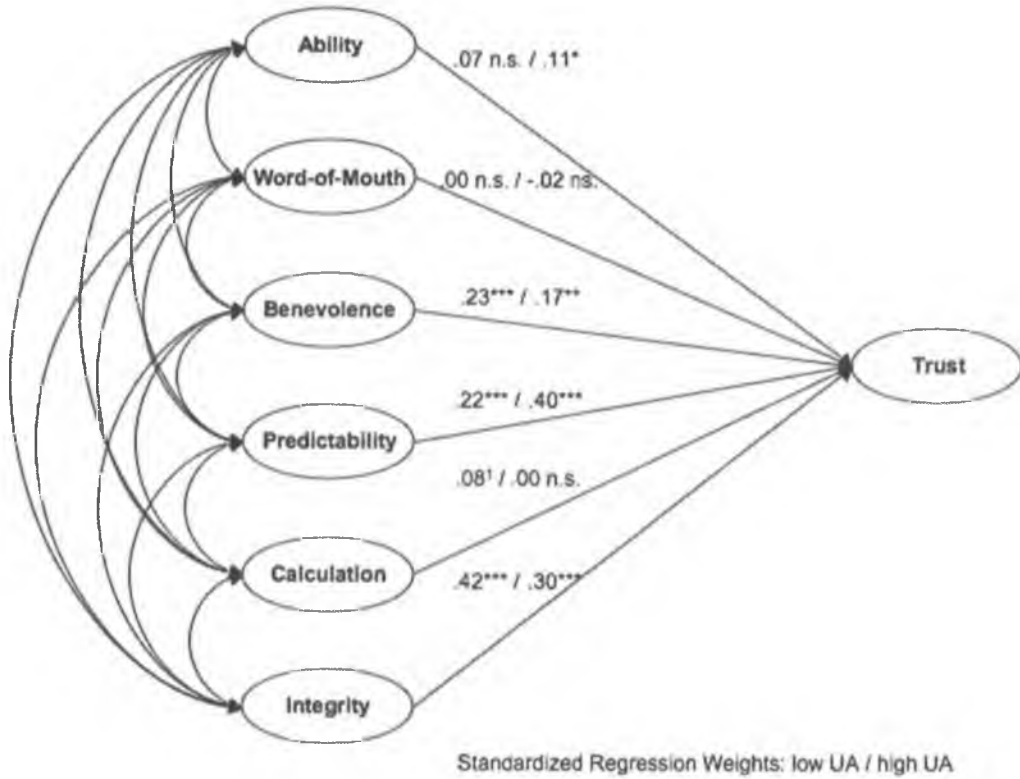 Ability
.07 n.s. / .11*
Word-of-Mouth
.00 n.s. / -.02 ns.
Benevolence
.23*** / .17**
Trust
Predictability
.22*** / .40***
.08¹ / .00 n.s.
Calculation
.42*** / .30***
Integrity
Standardized Regression Weights: low UA / high UA